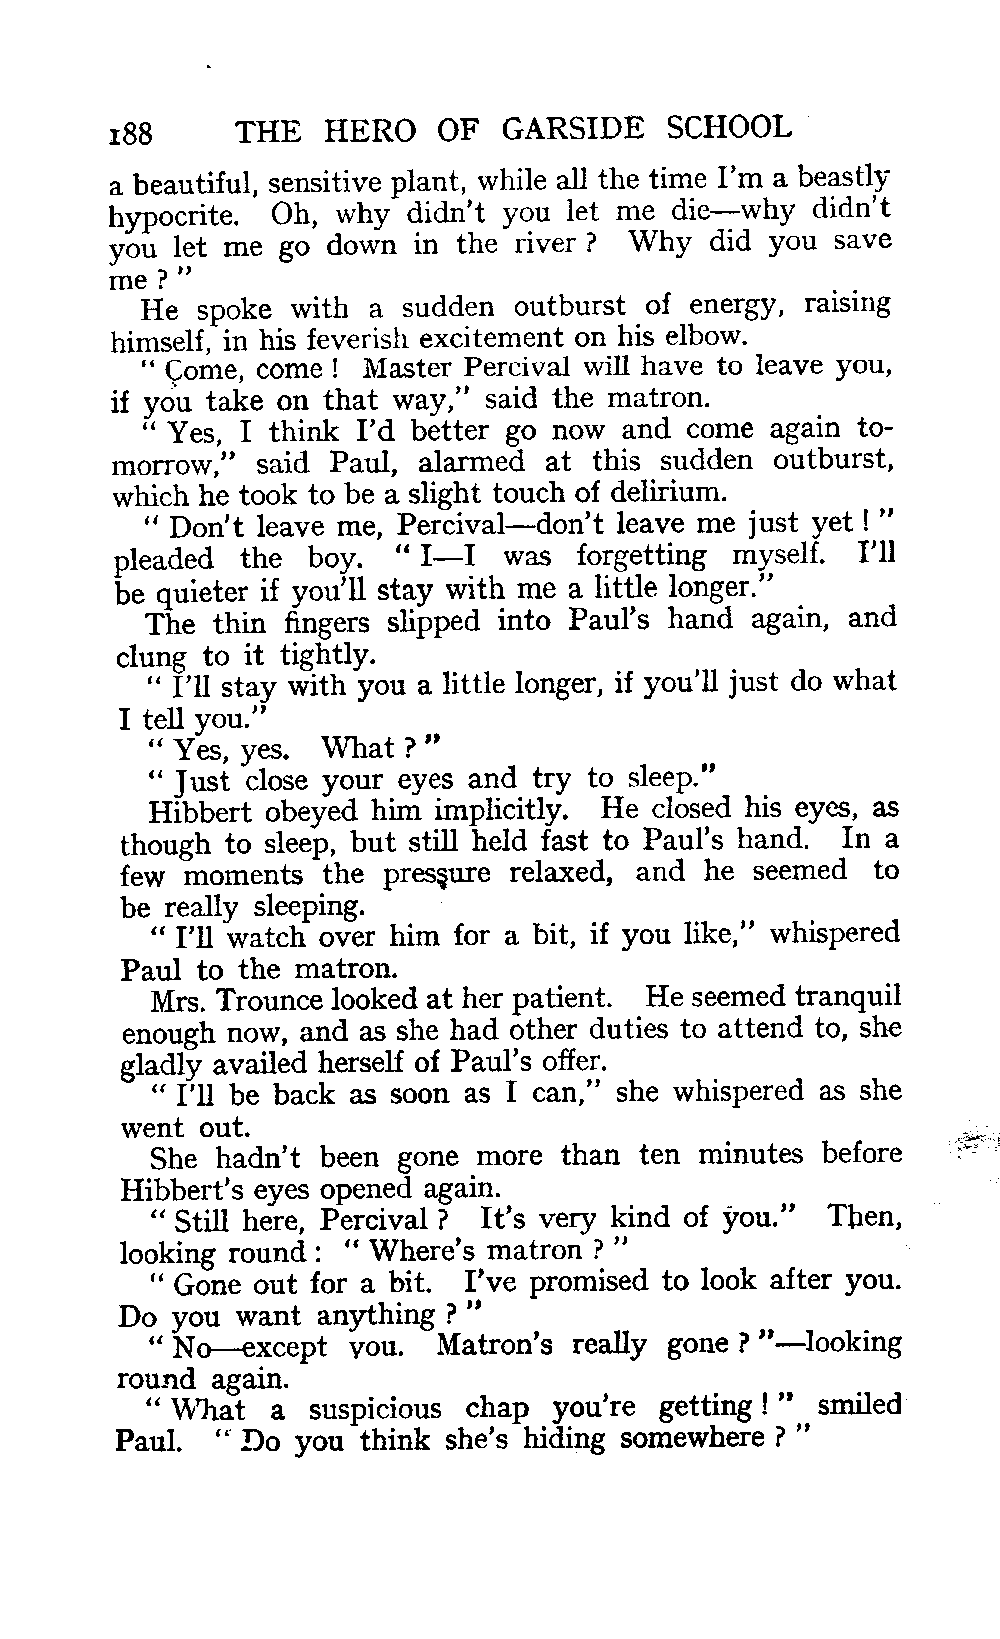 188 THE HERO OF GARSIDE SCHOOL
a beautiful, sensitive plant, while all the time I'm a beastly
hypocrite. Oh, why didn't you let me die—why didn't
you let me go down in the river ? Why did you save
me ? "
He spoke with a sudden outburst of energy, raising
himself, in his feverish excitement on his elbow.
" Come, come ! Master Percival will have to leave you,
if you take on that way," said the matron.
" Yes, I think I'd better go now and come again to-
morrow," said Paul, alarmed at this sudden outburst,
which he took to be a slight touch of delirium.
" Don't leave me, Percival—don't leave me just yet ! "
pleaded the boy. " I—I was forgetting myself. I'll
be quieter if you'll stay with me a little longer."
The thin fingers slipped into Paul's hand again, and
clung to it tightly.
" I'll stay with you a little longer, if you'll just do what
I tell you."
" Yes, yes. What ? "
" Just close your eyes and try to sleep."
Hibbert obeyed him implicitly. He closed his eyes, as
though to sleep, but still held fast to Paul's hand. In a
few moments the pressure relaxed, and he seemed to
be really sleeping.
" I'll watch over him for a bit, if you like," whispered
Paul to the matron.
Mrs. Trounce looked at her patient. He seemed tranquil
enough now, and as she had other duties to attend to, she
gladly availed herself of Paul's offer.
" I'll be back as soon as I can," she whispered as she
went out.
She hadn't been gone more than ten minutes before
Hibbert's eyes opened again.
" Still here, Percival ? It's very kind of you." Then,
looking round : " Where's matron ? "
" Gone out for a bit. I've promised to look after you.
Do you want anything ? "
" No—except you. Matron's really gone ? "—looking
round again.
" What a suspicious chap you're getting ! " smiled
Paul. " Do you think she's hiding somewhere ? "